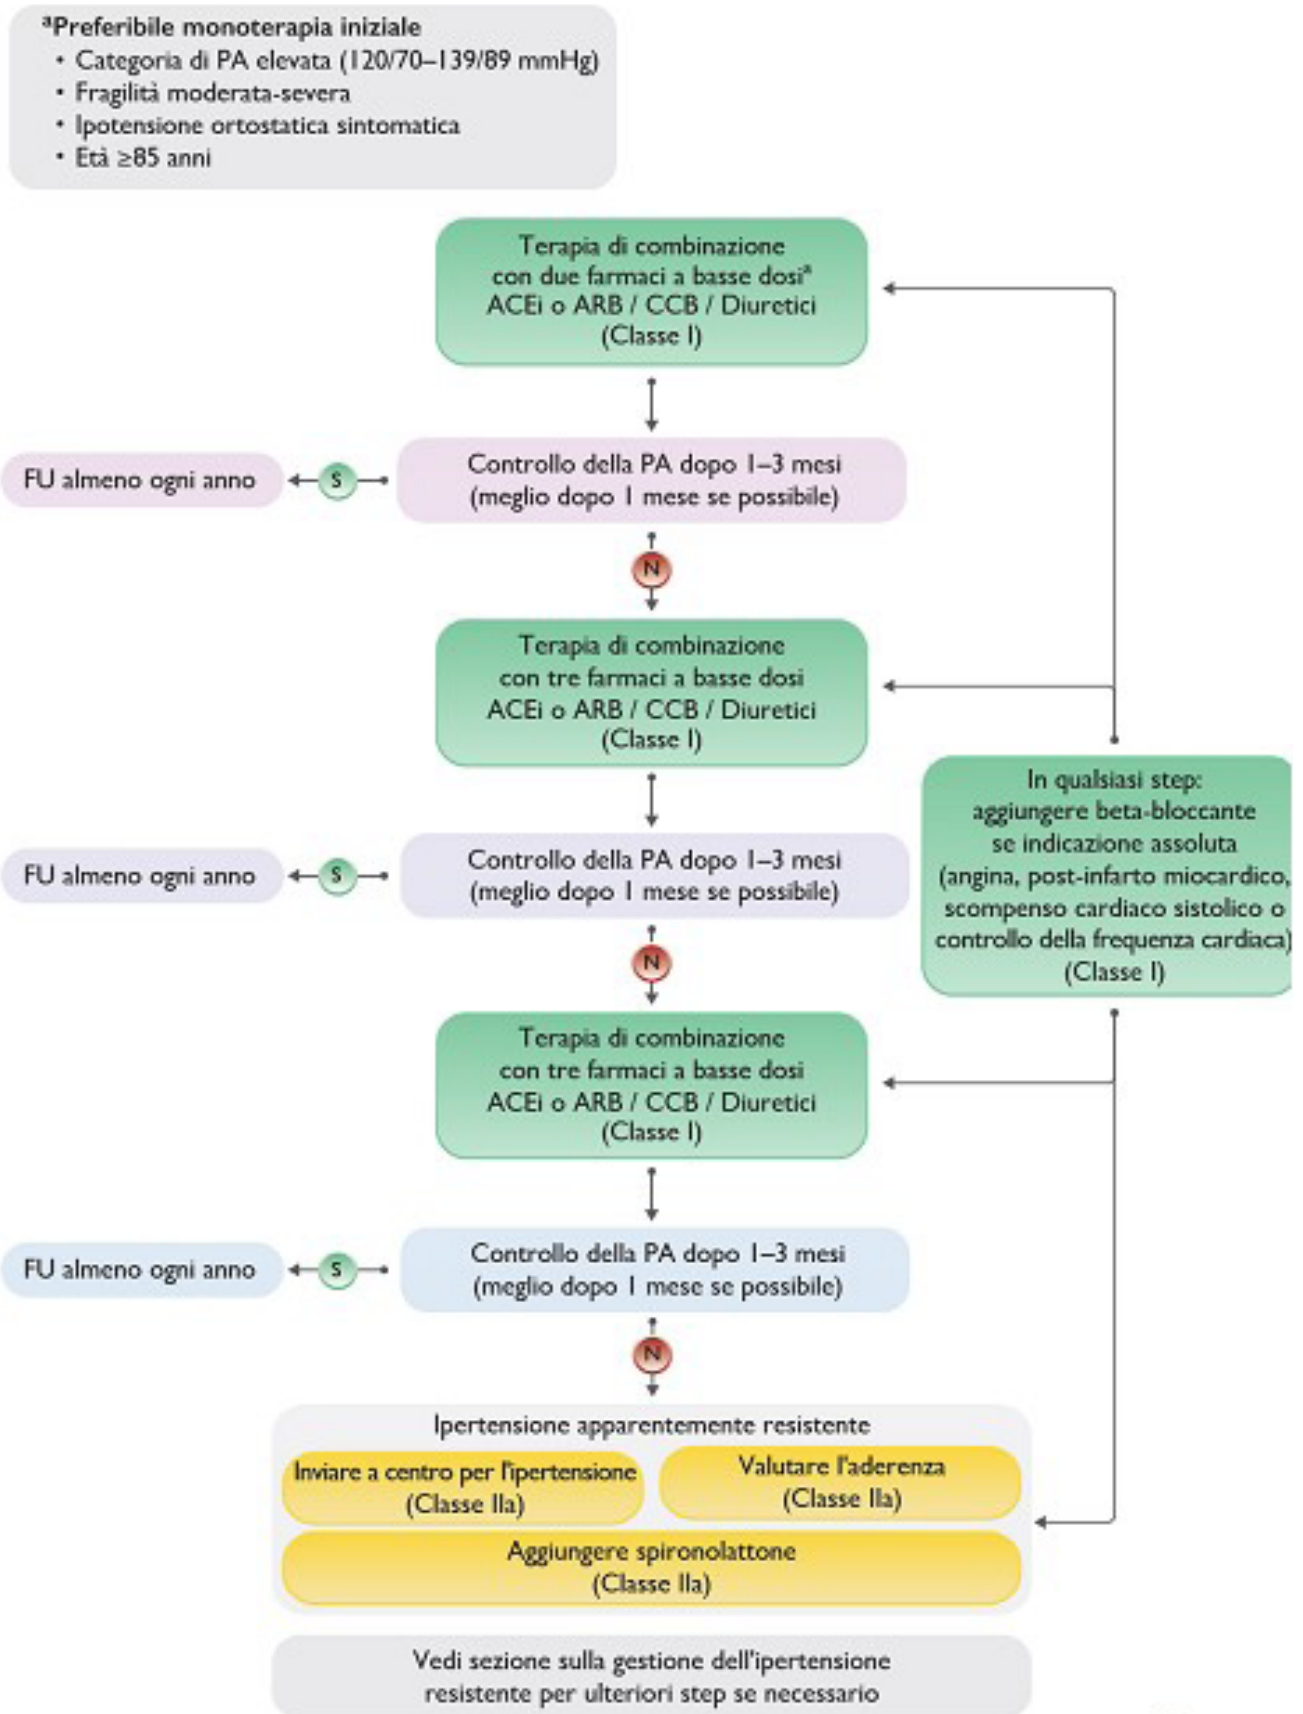 ªPreferibile monoterapia iniziale
• Categoria di PA elevata (120/70–139/89 mmHg)
• Fragilità moderata-severa
• Ipotensione ortostatica sintomatica
• Età ≥85 anni
Terapia di combinazione
con due farmaci a basse dosiª
ACEi o ARB / CCB / Diuretici
(Classe I)
FU almeno ogni anno
S
Controllo della PA dopo 1–3 mesi
(meglio dopo 1 mese se possibile)
N
Terapia di combinazione
con tre farmaci a basse dosi
ACEi o ARB / CCB / Diuretici
(Classe I)
In qualsiasi step:
aggiungere beta-bloccante
se indicazione assoluta
(angina, post-infarto miocardico,
scompenso cardiaco sistolico o
controllo della frequenza cardiaca)
(Classe I)
FU almeno ogni anno
S
Controllo della PA dopo 1–3 mesi
(meglio dopo 1 mese se possibile)
N
Terapia di combinazione
con tre farmaci a basse dosi
ACEi o ARB / CCB / Diuretici
(Classe I)
FU almeno ogni anno
S
Controllo della PA dopo 1–3 mesi
(meglio dopo 1 mese se possibile)
N
Ipertensione apparentemente resistente
Inviare a centro per l'ipertensione
(Classe IIa)
Valutare l'aderenza
(Classe IIa)
Aggiungere spironolattone
(Classe IIa)
Vedi sezione sulla gestione dell'ipertensione
resistente per ulteriori step se necessario